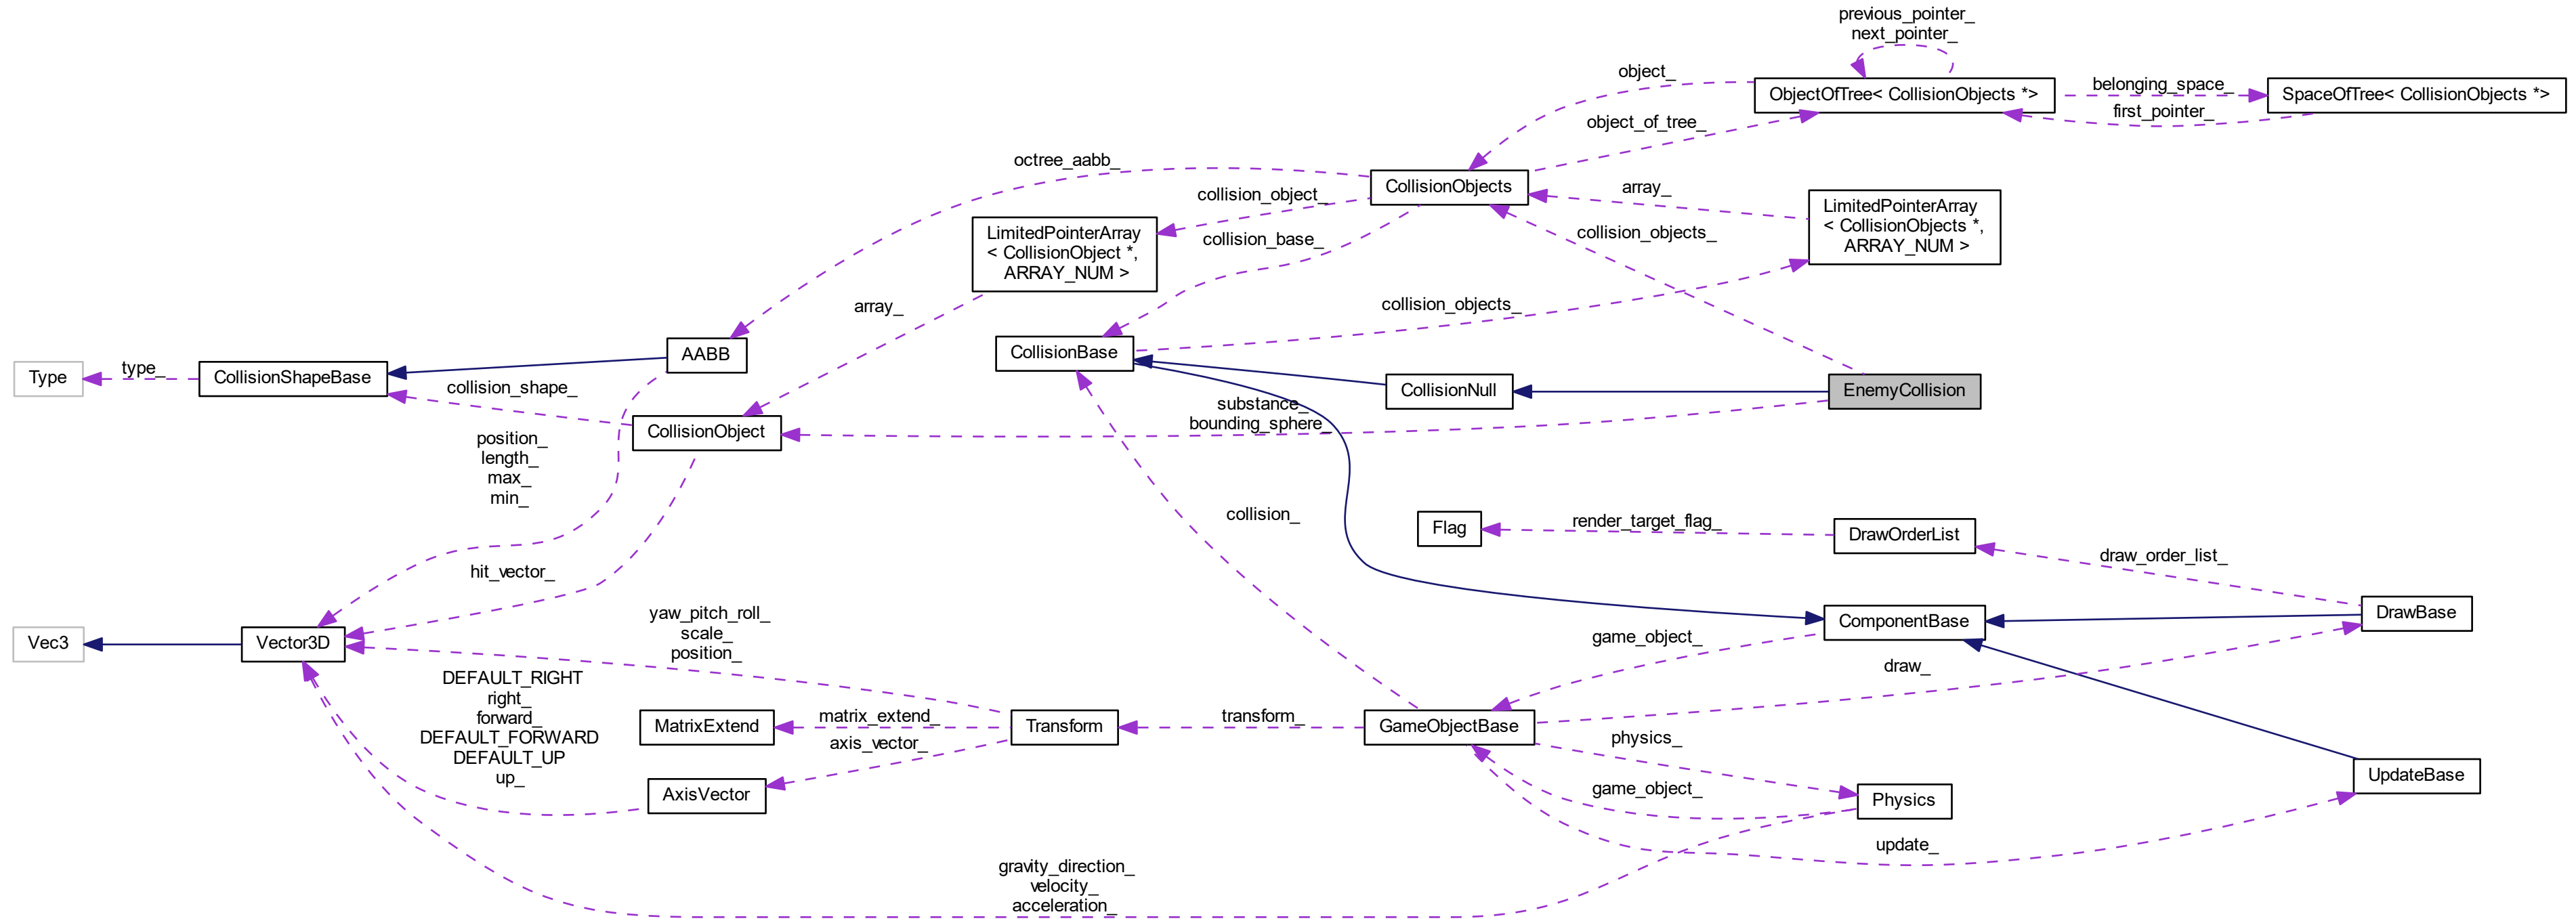 previous_pointer_
next_pointer_
object_
ObjectOfTree< CollisionObjects *>
belonging_space_
SpaceOfTree< CollisionObjects *>
first_pointer_
object_of_tree_
octree_aabb_
CollisionObjects
collision_object_
array_
LimitedPointerArray
< CollisionObjects *,
ARRAY_NUM >
LimitedPointerArray
< CollisionObject *,
ARRAY_NUM >
collision_base_
collision_objects_
array_
collision_objects_
AABB
CollisionBase
Type
type_
CollisionShapeBase
collision_shape_
CollisionNull
EnemyCollision
substance_
bounding_sphere_
CollisionObject
position_
length_
max_
min_
collision_
Flag
render_target_flag_
DrawOrderList
draw_order_list_
hit_vector_
yaw_pitch_roll_
scale_
position_
Vec3
Vector3D
ComponentBase
DrawBase
game_object_
draw_
DEFAULT_RIGHT
right_
forward_
DEFAULT_FORWARD
DEFAULT_UP
up_
MatrixExtend
matrix_extend_
Transform
transform_
GameObjectBase
axis_vector_
physics_
AxisVector
game_object_
Physics
UpdateBase
update_
gravity_direction_
velocity_
acceleration_